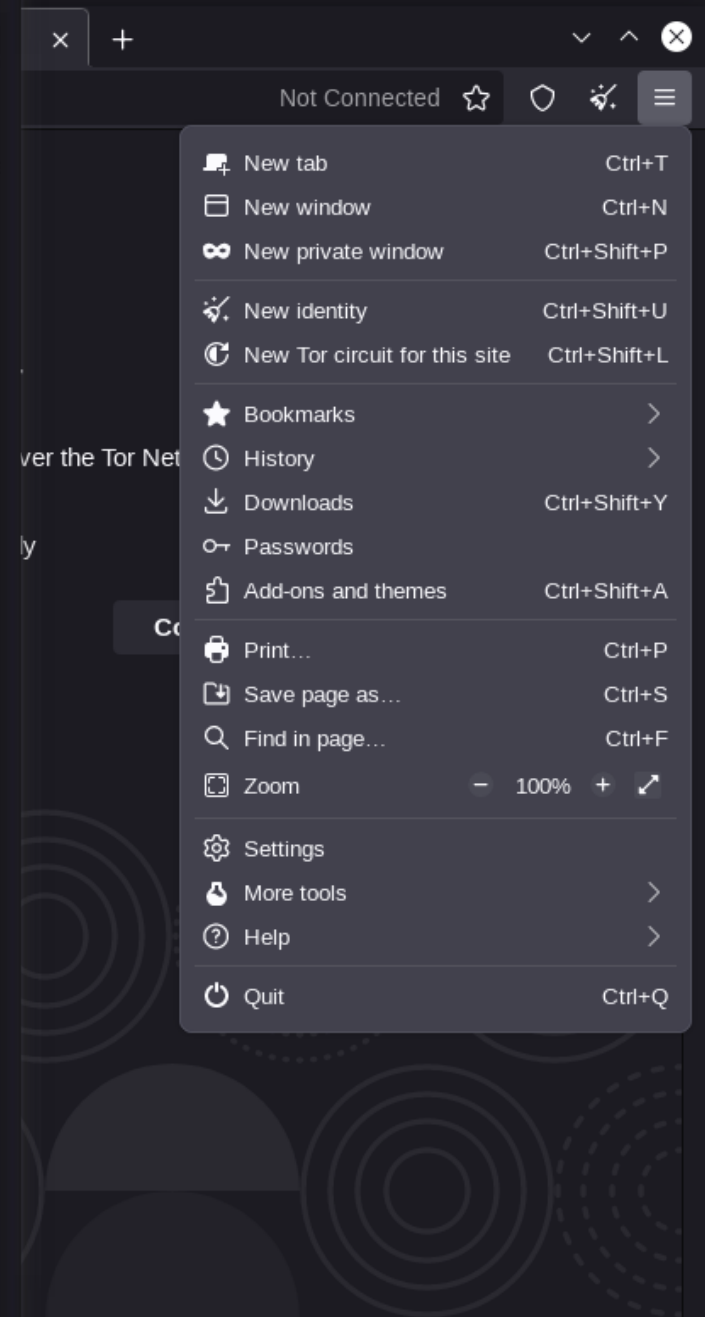 Not Connected
New tab Ctrl+T
New window Ctrl+N
New private window Ctrl+Shift+P
New identity Ctrl+Shift+U
New Tor circuit for this site Ctrl+Shift+L
Bookmarks
History
ver the Tor Net
Downloads Ctrl+Shift+Y
ly
Passwords
Add-ons and themes Ctrl+Shift+A
Co
Print… Ctrl+P
Save page as… Ctrl+S
Find in page… Ctrl+F
Zoom − 100% +
Settings
More tools
Help
Quit Ctrl+Q